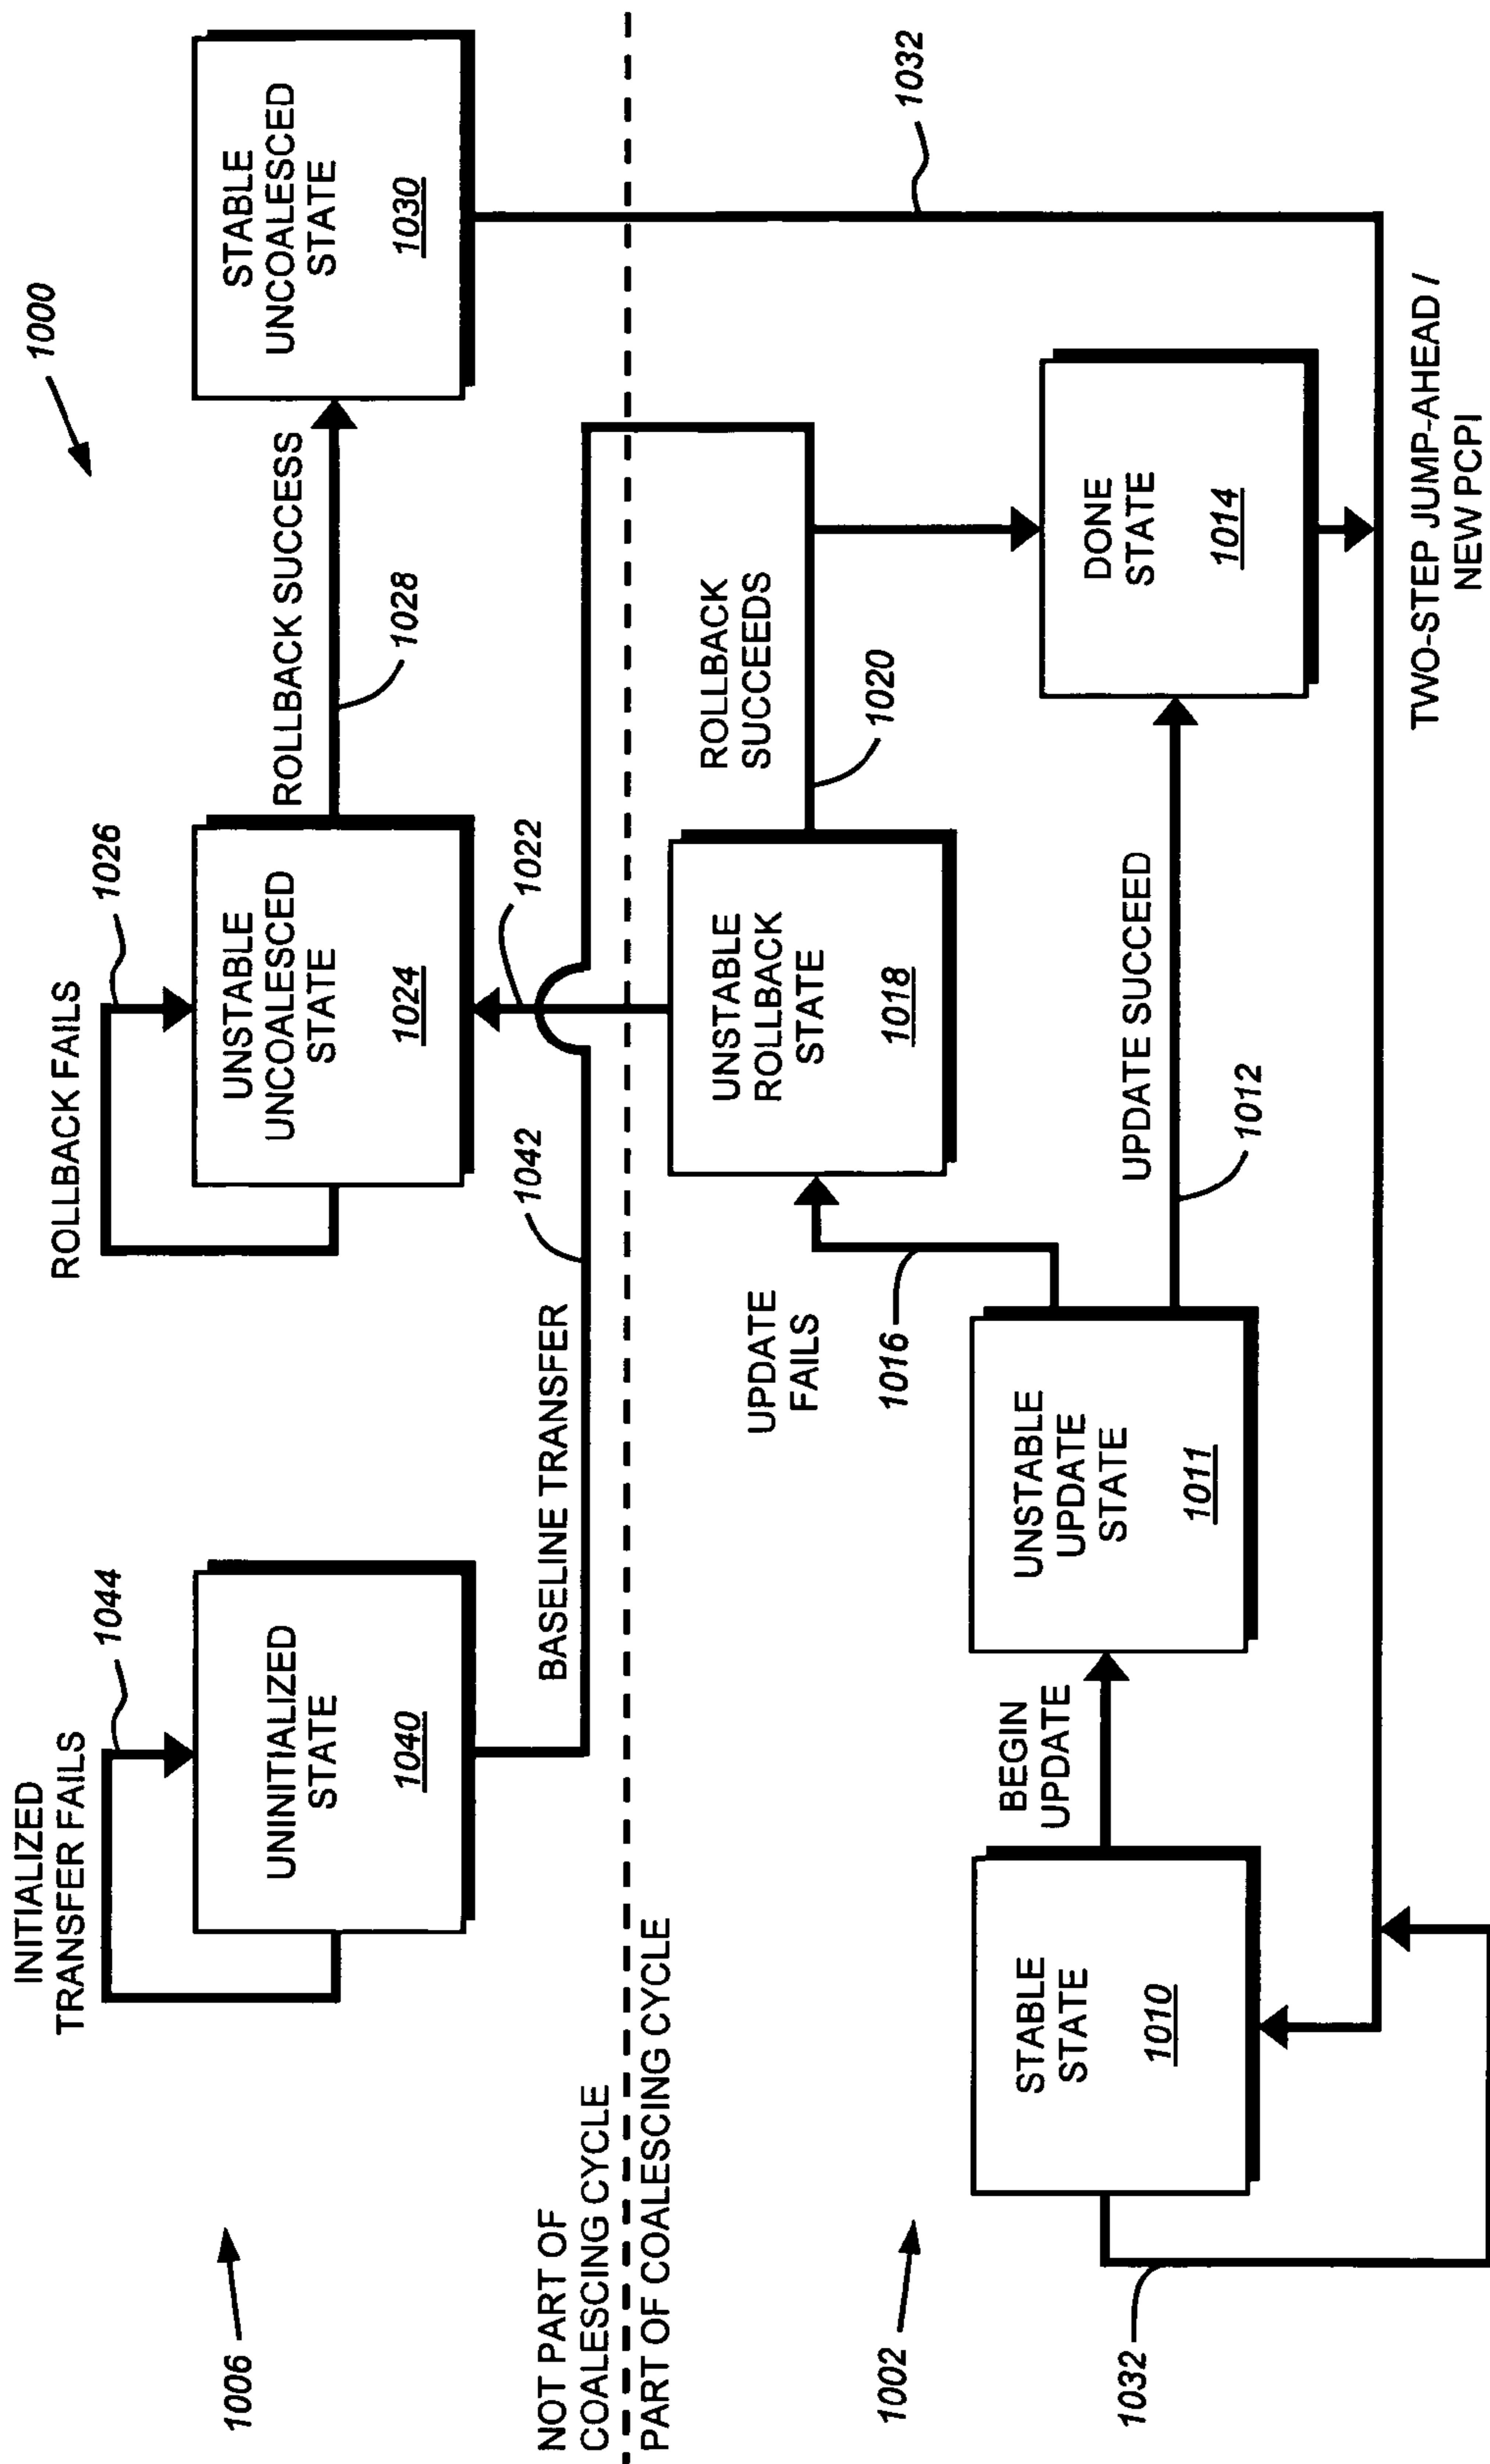 1000
INITIALIZED
TRANSFER FAILS
1044
ROLLBACK FAILS
1026
UNINITIALIZED
STATE
1040
UNSTABLE
UNCOALESCED
STATE
1024
ROLLBACK SUCCESS
1028
STABLE
UNCOALESCED
STATE
1030
1006
BASELINE TRANSFER
1042
1022
NOT PART OF
COALESCING CYCLE
PART OF COALESCING CYCLE
UNSTABLE
ROLLBACK
STATE
1018
ROLLBACK
SUCCEEDS
1020
1032
UPDATE
FAILS
1016
1002
STABLE
STATE
1010
BEGIN
UPDATE
UNSTABLE
UPDATE
STATE
1011
UPDATE SUCCEED
1012
DONE
STATE
1014
1032
TWO-STEP JUMP-AHEAD /
NEW PCPI